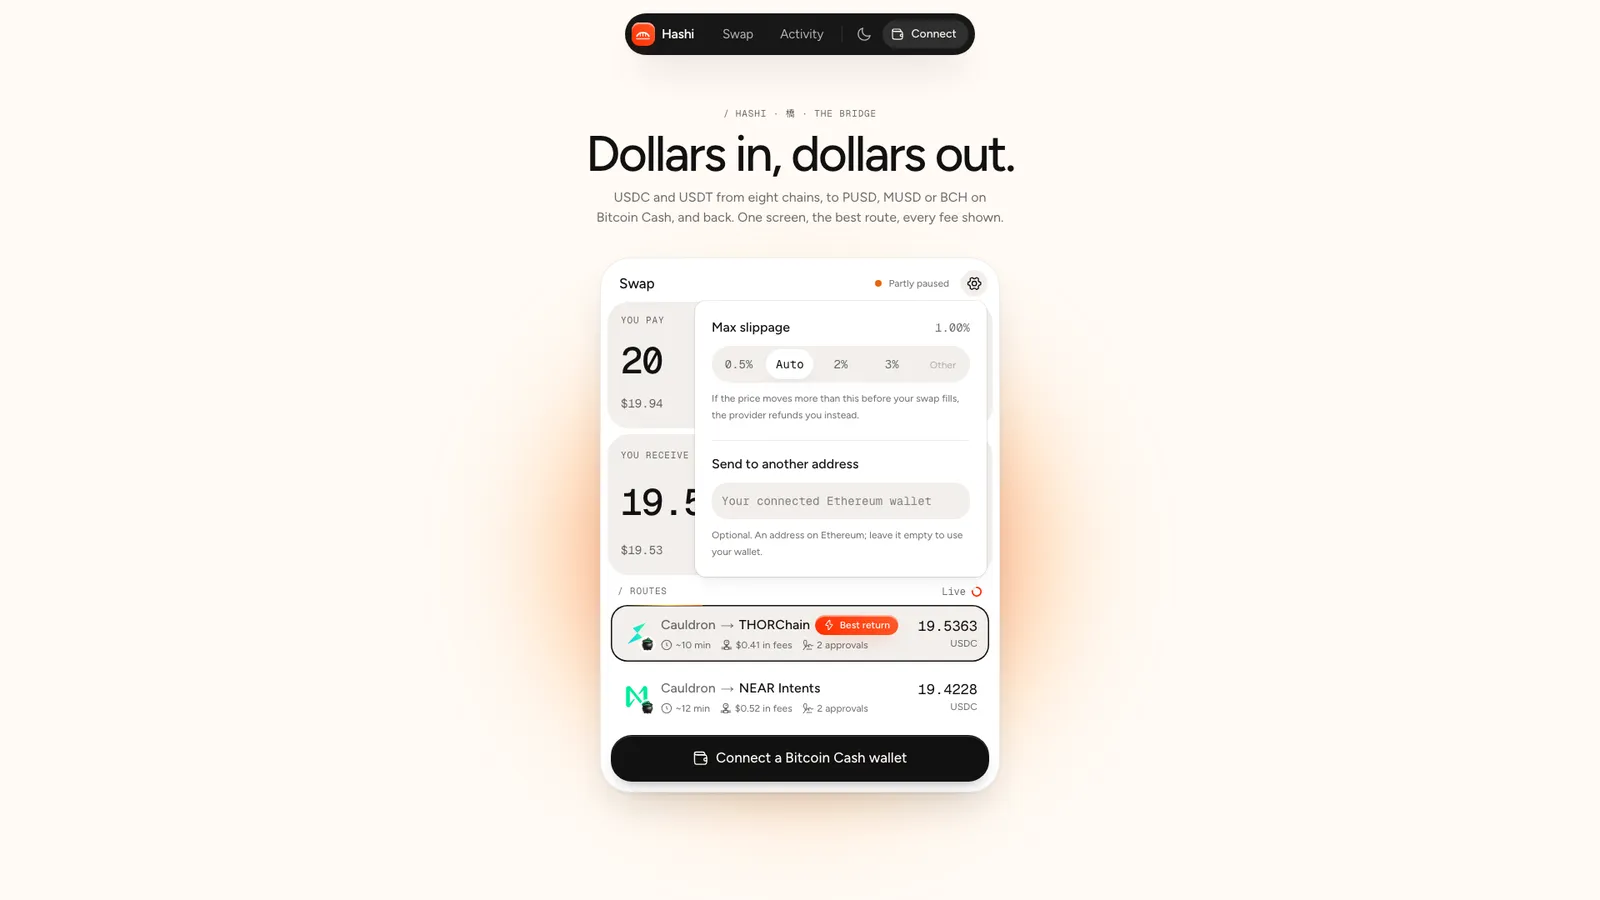 Hashi
Swap
Activity
Connect
/ HASHI · 橋 · THE BRIDGE
Dollars in, dollars out.
USDC and USDT from eight chains, to PUSD, MUSD or BCH on
Bitcoin Cash, and back. One screen, the best route, every fee shown.
Swap
Partly paused
YOU PAY
20
$19.94
YOU RECEIVE
19.5
$19.53
Max slippage
1.00%
0.5%
Auto
2%
3%
Other
If the price moves more than this before your swap fills,
the provider refunds you instead.
Send to another address
Your connected Ethereum wallet
Optional. An address on Ethereum; leave it empty to use
your wallet.
/ ROUTES
Live
Cauldron → THORChain
Best return
19.5363
~10 min
$0.41 in fees
2 approvals
USDC
Cauldron → NEAR Intents
19.4228
~12 min
$0.52 in fees
2 approvals
USDC
Connect a Bitcoin Cash wallet